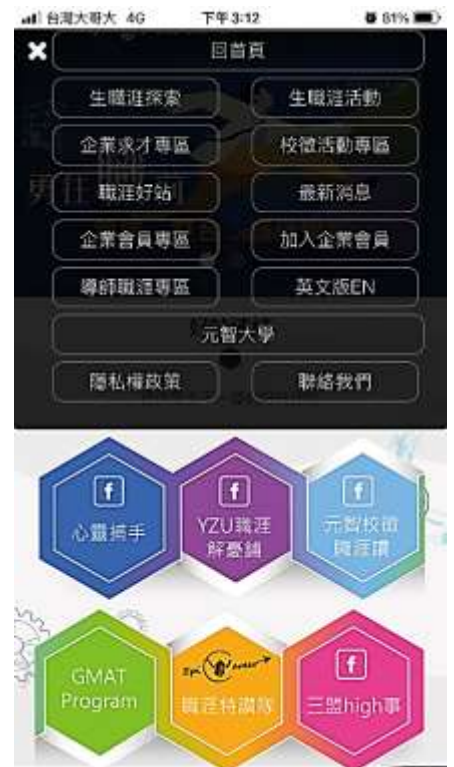 台灣大哥大 4G 下午3:12 81%
回首頁
生職涯探索 生職涯活動
企業求才專區 校徵活動專區
職涯好站 最新消息
企業會員專區 加入企業會員
導師職涯專區 英文版EN
元智大學
隱私權政策 聯絡我們
心靈捕手
YZU職涯
解憂舖
元智校徵
職涯讚
GMAT
Program
職涯特讚隊
三盟high事